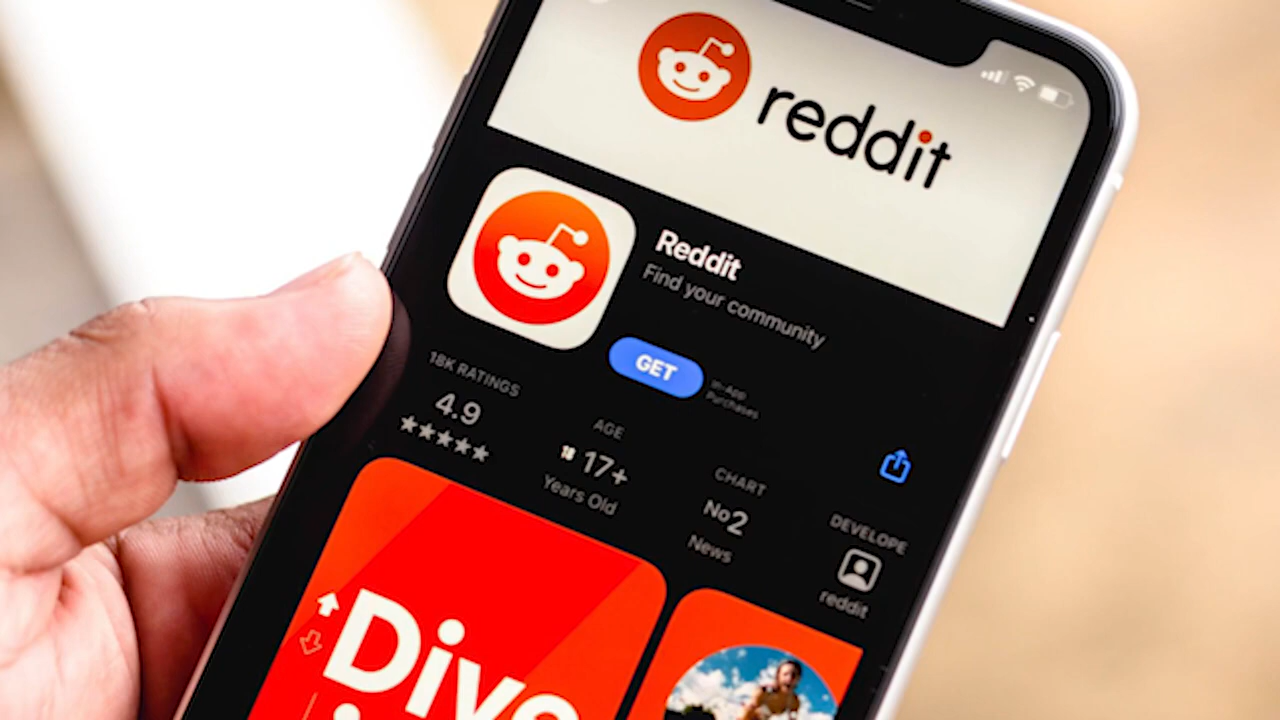 reddit
Reddit
Find your community
GET
In-App
Purchases
18K RATINGS
4.9
AGE
18 17+
Years Old
CHART
No2
News
DEVELOPE
reddit
Dive